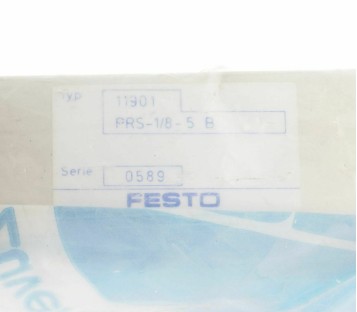 Typ 11901
PRS-1/8-5 B
Serie 0589
FESTO